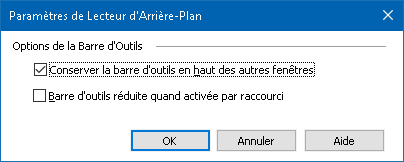 Paramètres de Lecteur d'Arrière-Plan
Options de la Barre d'Outils
Conserver la barre d'outils en haut des autres fenêtres
Barre d'outils réduite quand activée par raccourci
OK
Annuler
Aide